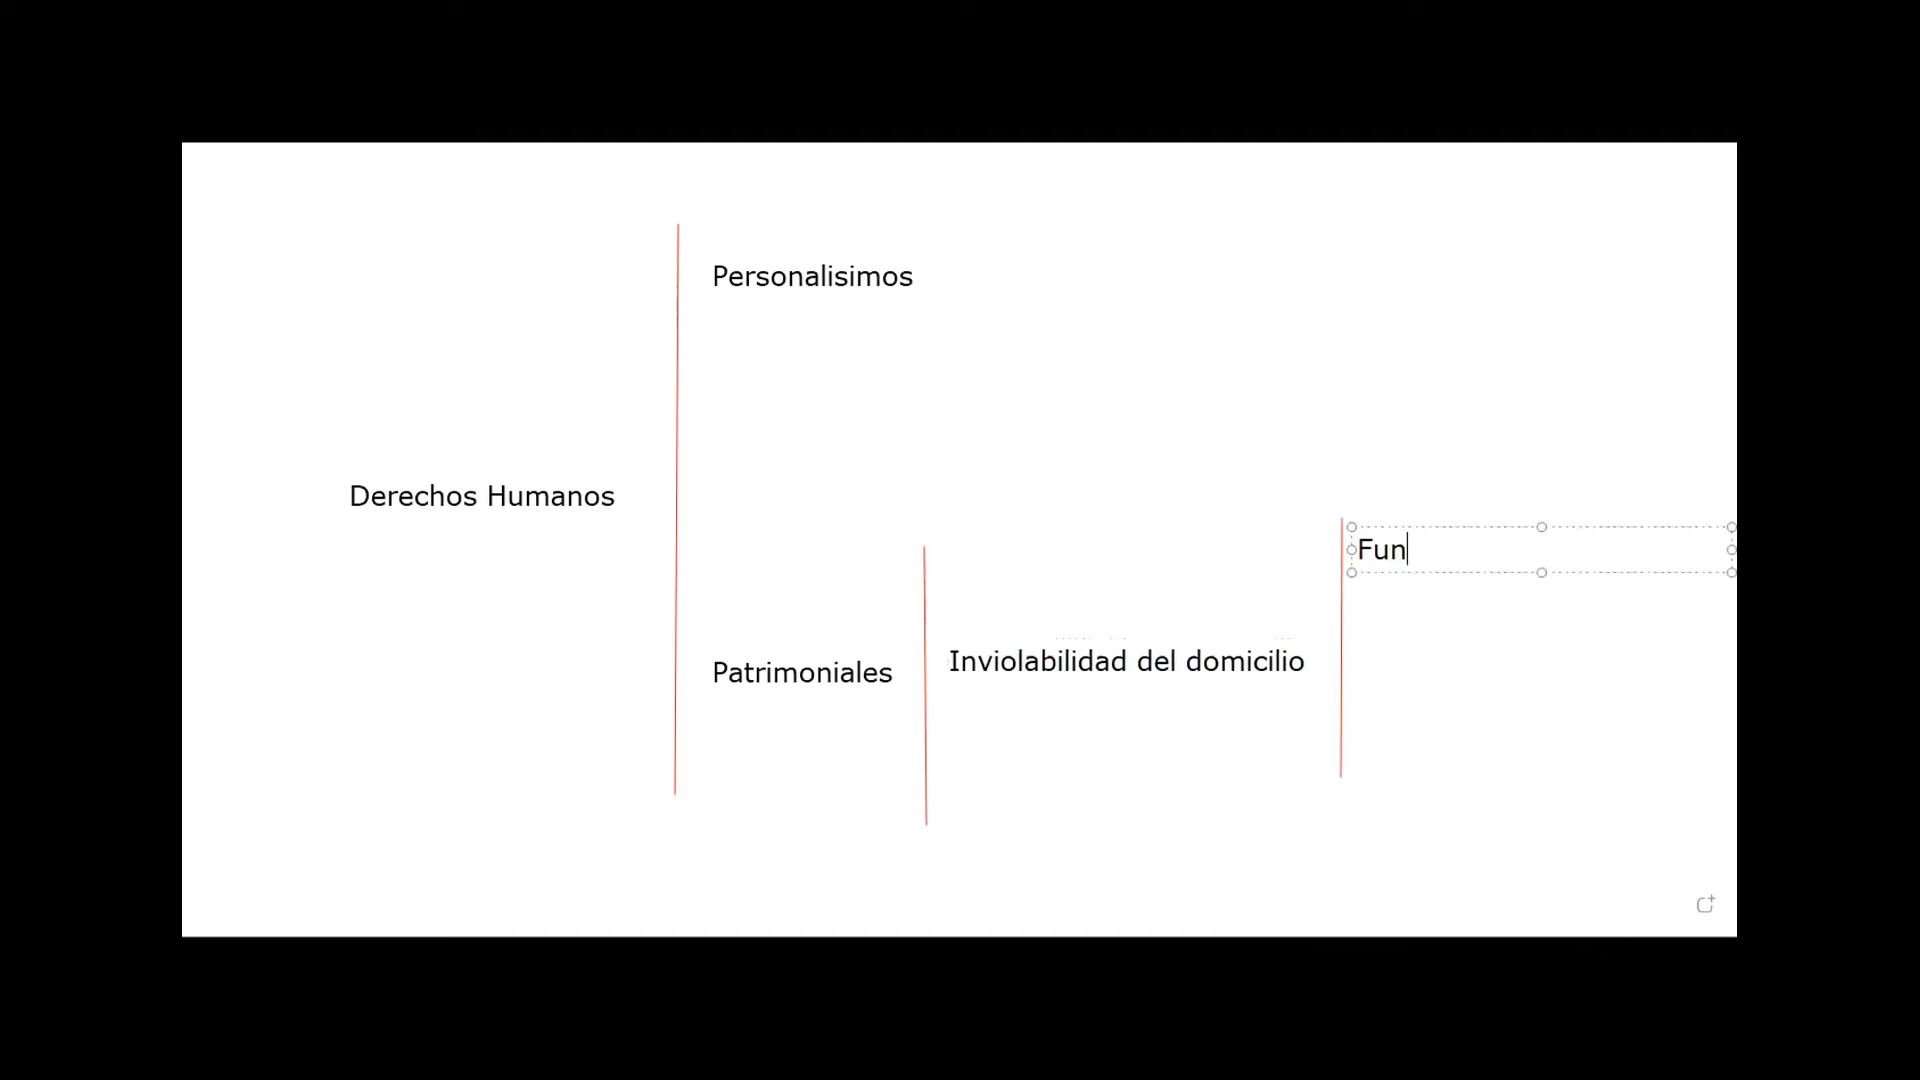 Personalisimos
Derechos Humanos
Fun
Inviolabilidad del domicilio
Patrimoniales